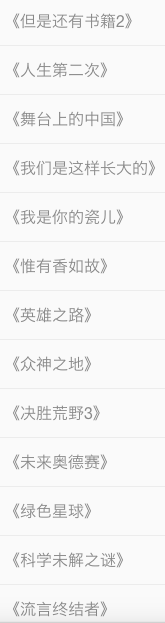 《但是还有书籍2》
《人生第二次》
《舞台上的中国》
《我们是这样长大的》
《我是你的瓷儿》
《惟有香如故》
《英雄之路》
《众神之地》
《决胜荒野3》
《未来奥德赛》
《绿色星球》
《科学未解之谜》
《流言终结者》